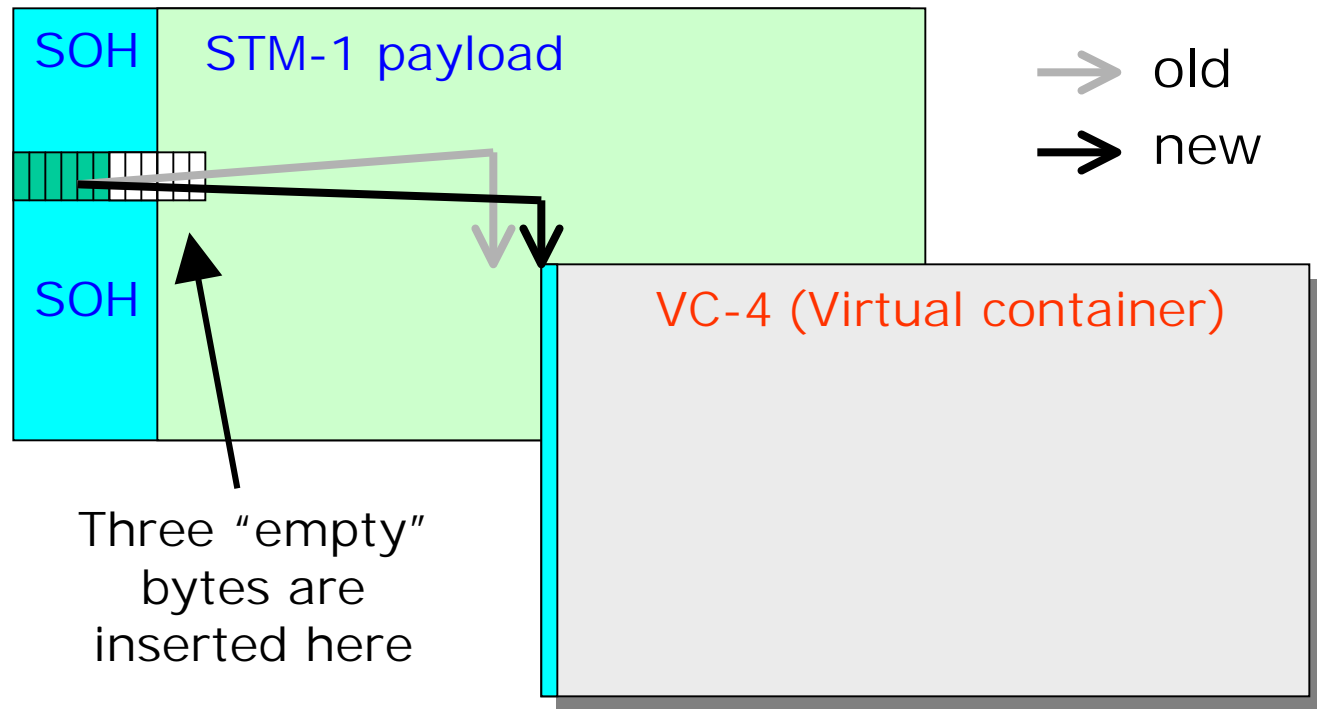 SOH
STM-1 payload
old
new
SOH
VC-4 (Virtual container)
Three “empty”
bytes are
inserted here